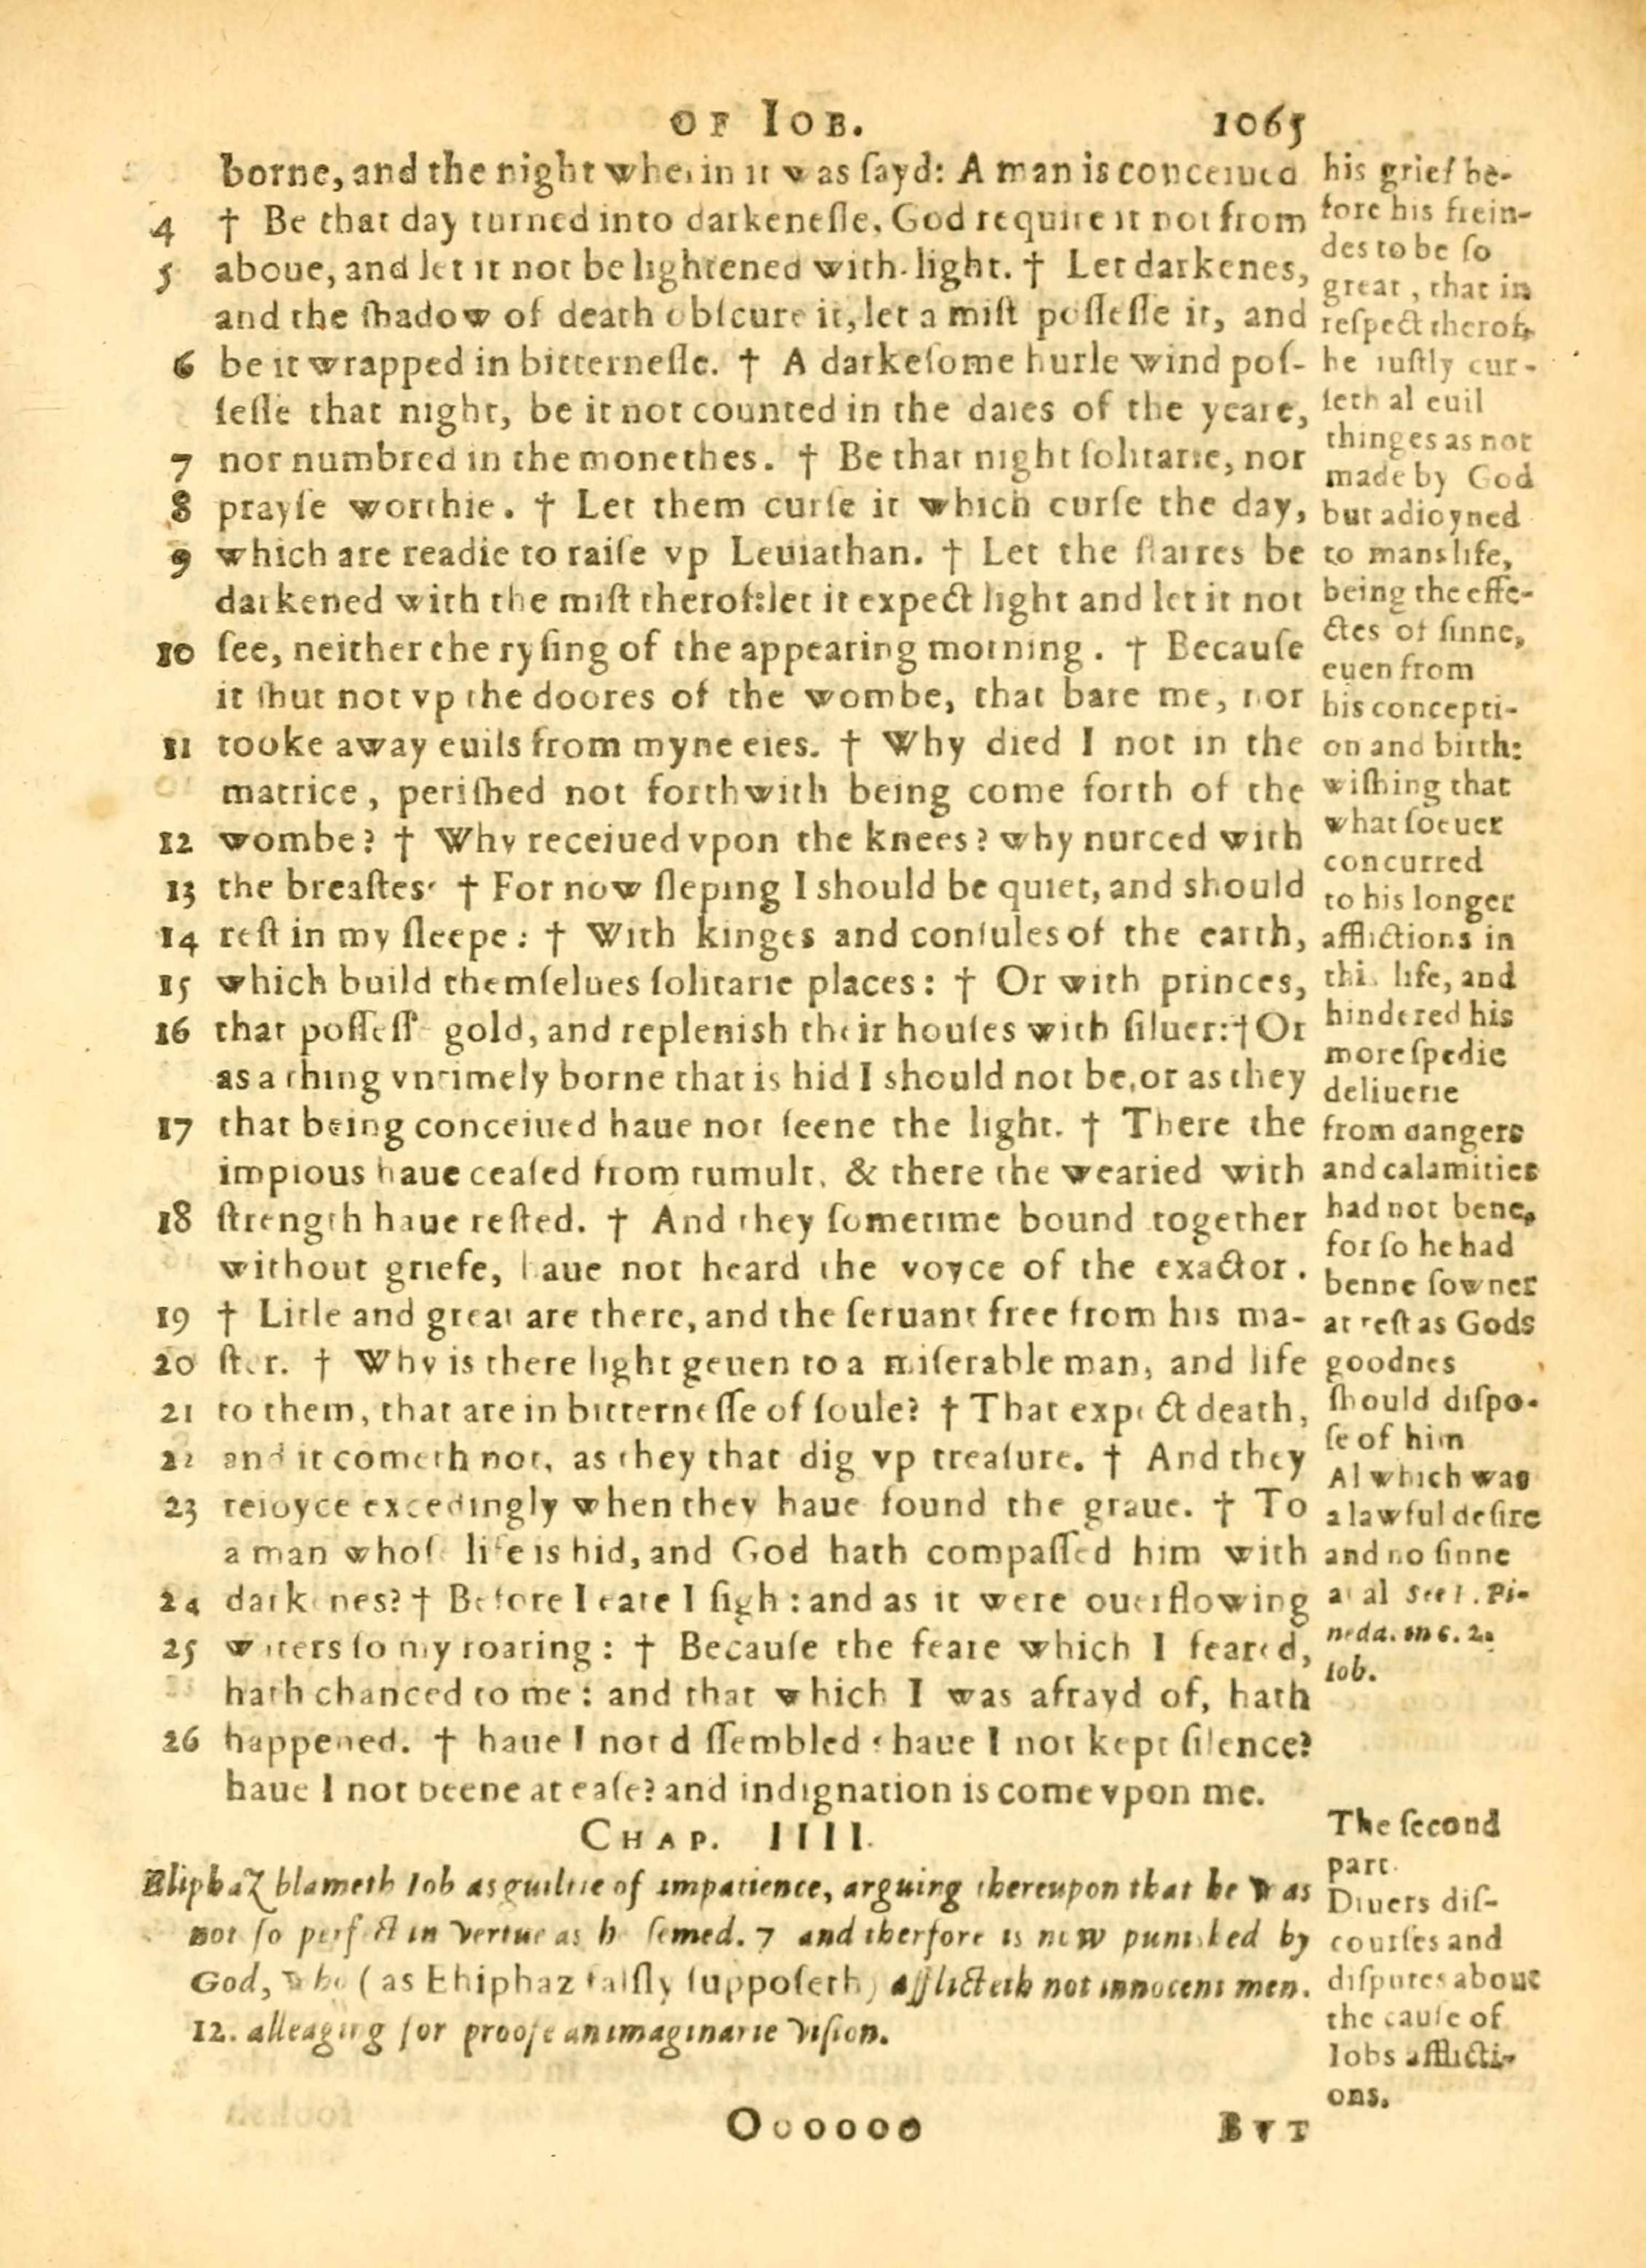 OF IOB. 1065
borne, and the night wherin it was ſayd: A man is conceiued
4 † Be that day turned into darkeneſſe, God require it not from
5 aboue, and let it not be lightened with light. † Let darkenes,
and the ſhadow of death obſcure it, let a miſt poſſeſſe it, and
6 be it wrapped in bitterneſſe. † A darkeſome hurle wind poſ-
ſeſſe that night, be it not counted in the daies of the yeare,
7 nor numbred in the monethes. † Be that night ſolitarie, nor
8 prayſe worthie. † Let them curſe it which curſe the day,
9 which are readie to raiſe vp Leuiathan. † Let the ſtarres be
darkened with the miſt therof: let it expect light and let it not
10 ſee, neither the ryſing of the appearing morning. † Becauſe
it ſhut not vp the doores of the wombe, that bare me, nor
11 tooke away euils from myne eies. † Why died I not in the
matrice, periſhed not forthwith being come forth of the
12 wombe? † Why receiued vpon the knees? why nurced with
13 the breaſtes? † For now ſleping I should be quiet, and should
14 reſt in my ſleepe: † With kinges and conſules of the earth,
15 which build themſelues ſolitarie places: † Or with princes,
16 that poſſeſſe gold, and replenish their houſes with ſiluer: † Or
as a thing vntimely borne that is hid I should not be, or as they
17 that being conceiued haue not ſeene the light. † There the
impious haue ceaſed from tumult, & there the wearied with
18 ſtrength haue reſted. † And they ſometime bound together
without griefe, haue not heard the voyce of the exactor.
19 † Litle and great are there, and the ſeruant free from his ma-
20 ſter. † Why is there light geuen to a miſerable man, and life
21 to them, that are in bitterneſſe of ſoule? † That expect death,
22 and it cometh not, as they that dig vp treaſure. † And they
23 reioyce excedingly when they haue found the graue. † To
a man whoſe life is hid, and God hath compaſſed him with
24 darkenes? † Before I eate I ſigh: and as it were ouerflowing
25 waters ſo my roaring: † Becauſe the feare which I feared,
hath chanced to me: and that which I was afrayd of, hath
26 happened. † haue I not diſſembled? haue I not kept ſilence?
haue I not beene at eaſe? and indignation is come vpon me.
CHAP. IIII.
Eliphaz blameth Iob as guiltie of impatience, arguing thereupon that he was
not ſo perfect in vertue as he ſemed. 7 and therfore is now punished by
God, who (as Ehiphaz falſly ſuppoſeth) afflicteth not innocent men.
12. alleaging for proofe an imaginarie viſion.
his grief be-
fore his frein-
des to be ſo
great, that in
reſpect therof,
he iuſtly cur-
ſeth al euil
thinges as not
made by God
but adioyned
to mans life,
being the effe-
ctes of ſinne,
euen from
his concepti-
on and birth:
wiſhing that
what ſoeuer
concurred
to his longer
afflictions in
this life, and
hindered his
more ſpedie
deliuerie
from dangers
and calamities
had not bene,
for ſo he had
benne ſowner
at reſt as Gods
goodnes
ſhould diſpo-
ſe of him
Al which was
a lawful deſire
and no ſinne
at al See I. Pi-
neda. in c. 2.
Iob.
The ſecond
part.
Diuers diſ-
courſes and
diſputes about
the cauſe of
Iobs afflicti-
ons.
Oooooo BVT